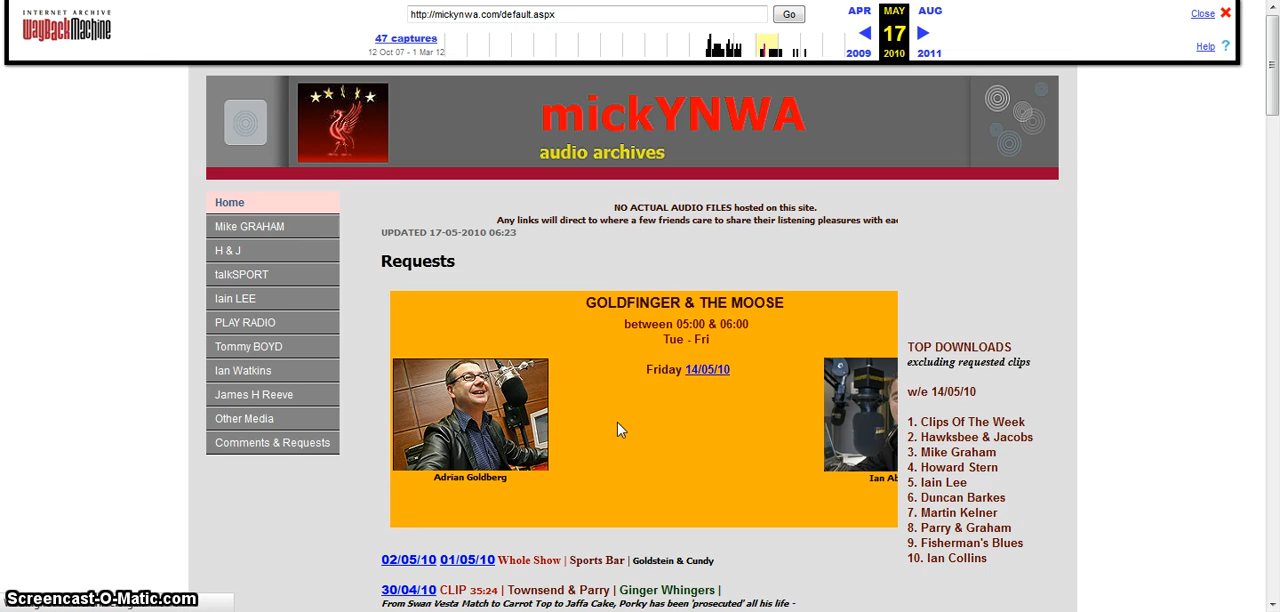 INTERNET ARCHIVE
WayBackMachine
http://mickynwa.com/default.aspx
Go
47 captures
12 Oct 07 - 1 Mar 12
APR MAY AUG
17
2009 2010 2011
Close
Help ?
mickYNWA
audio archives
Home
Mike GRAHAM
H & J
talkSPORT
Iain LEE
PLAY RADIO
Tommy BOYD
Ian Watkins
James H Reeve
Other Media
Comments & Requests
NO ACTUAL AUDIO FILES hosted on this site.
Any links will direct to where a few friends care to share their listening pleasures with eac
UPDATED 17-05-2010 06:23
Requests
GOLDFINGER & THE MOOSE
between 05:00 & 06:00
Tue - Fri
Friday 14/05/10
Adrian Goldberg
Ian Ab
02/05/10 01/05/10 Whole Show | Sports Bar | Goldstein & Cundy
30/04/10 CLIP 35:24 | Townsend & Parry | Ginger Whingers |
From Swan Vesta Match to Carrot Top to Jaffa Cake, Porky has been 'prosecuted' all his life -
TOP DOWNLOADS
excluding requested clips
w/e 14/05/10
1. Clips Of The Week
2. Hawksbee & Jacobs
3. Mike Graham
4. Howard Stern
5. Iain Lee
6. Duncan Barkes
7. Martin Kelner
8. Parry & Graham
9. Fisherman's Blues
10. Ian Collins
Screencast-O-Matic.com